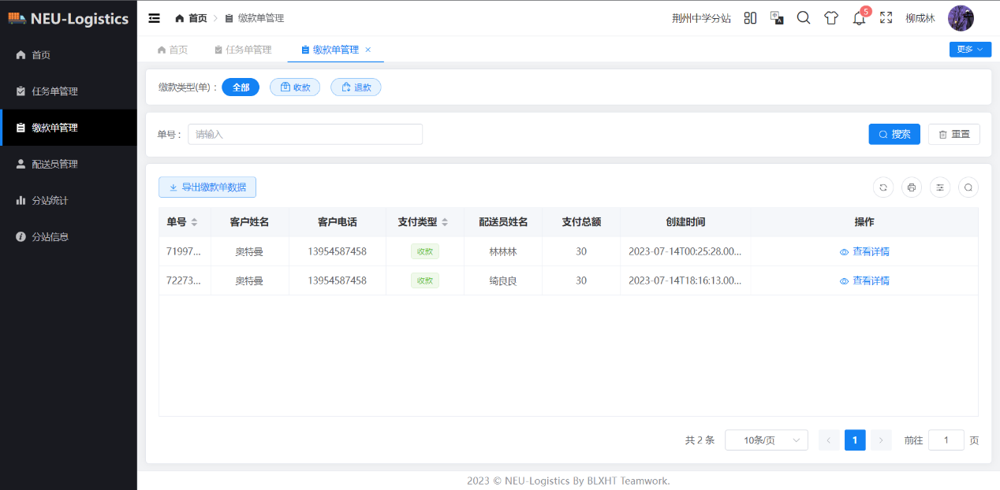 NEU-Logistics
首页
任务单管理
缴款单管理
配送员管理
分站统计
分站信息
首页 > 缴款单管理
荆州中学分站 中 A 5 柳成林
首页 任务单管理 缴款单管理 × 更多
缴款类型(单) : 全部 收款 退款
单号 : 请输入 搜索 重置
导出缴款单数据
单号 客户姓名 客户电话 支付类型 配送员姓名 支付总额 创建时间 操作
71997... 奥特曼 13954587458 收款 林林林 30 2023-07-14T00:25:28.00... 查看详情
72273... 奥特曼 13954587458 收款 绮良良 30 2023-07-14T18:16:13.00... 查看详情
共 2 条 10条/页 < 1 > 前往 1 页
2023 © NEU-Logistics By BLXHT Teamwork.